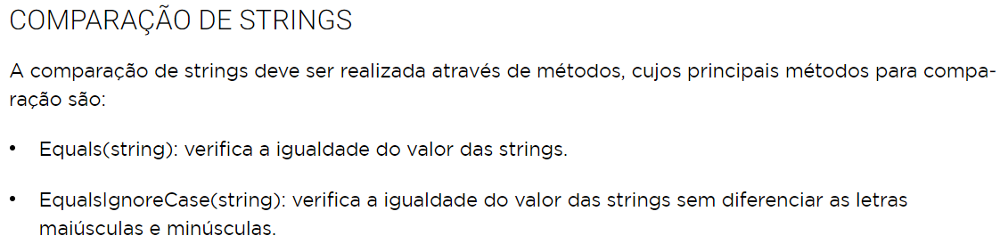 COMPARAÇÃO DE STRINGS
A comparação de strings deve ser realizada através de métodos, cujos principais métodos para compa-
ração são:
• Equals(string): verifica a igualdade do valor das strings.
• EqualsIgnoreCase(string): verifica a igualdade do valor das strings sem diferenciar as letras
maiúsculas e minúsculas.